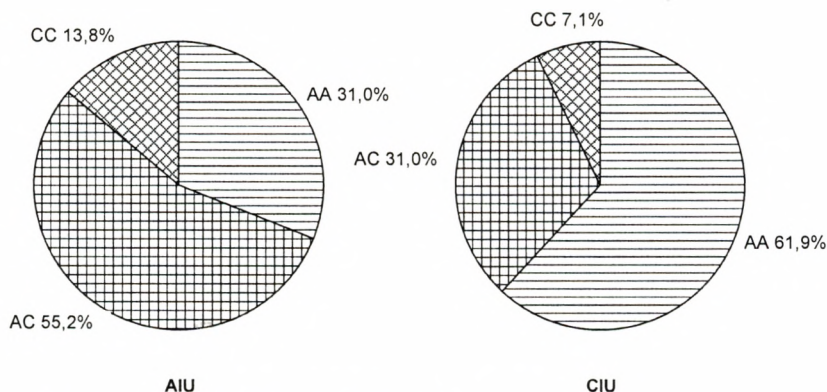 CC 13,8%
AA 31,0%
AC 55,2%
AIU
CC 7,1%
AC 31,0%
AA 61,9%
CIU